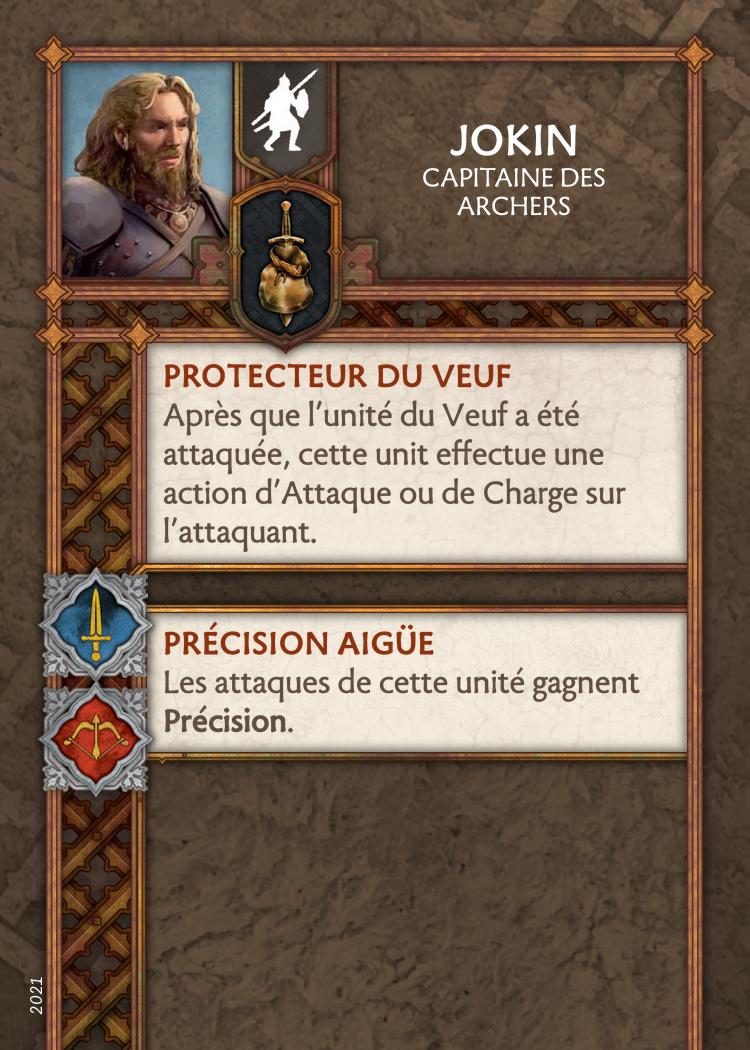 JOKIN
CAPITAINE DES
ARCHERS
PROTECTEUR DU VEUF
Après que l'unité du Veuf a été
attaquée, cette unit effectue une
action d'Attaque ou de Charge sur
l'attaquant.
PRÉCISION AIGÜE
Les attaques de cette unité gagnent
Précision.
2021